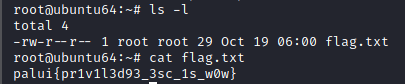 root@ubuntu64:~# ls -l
total 4
-rw-r--r-- 1 root root 29 Oct 19 06:00 flag.txt
root@ubuntu64:~# cat flag.txt
palui{pr1v1l3d93_3sc_1s_w0w}